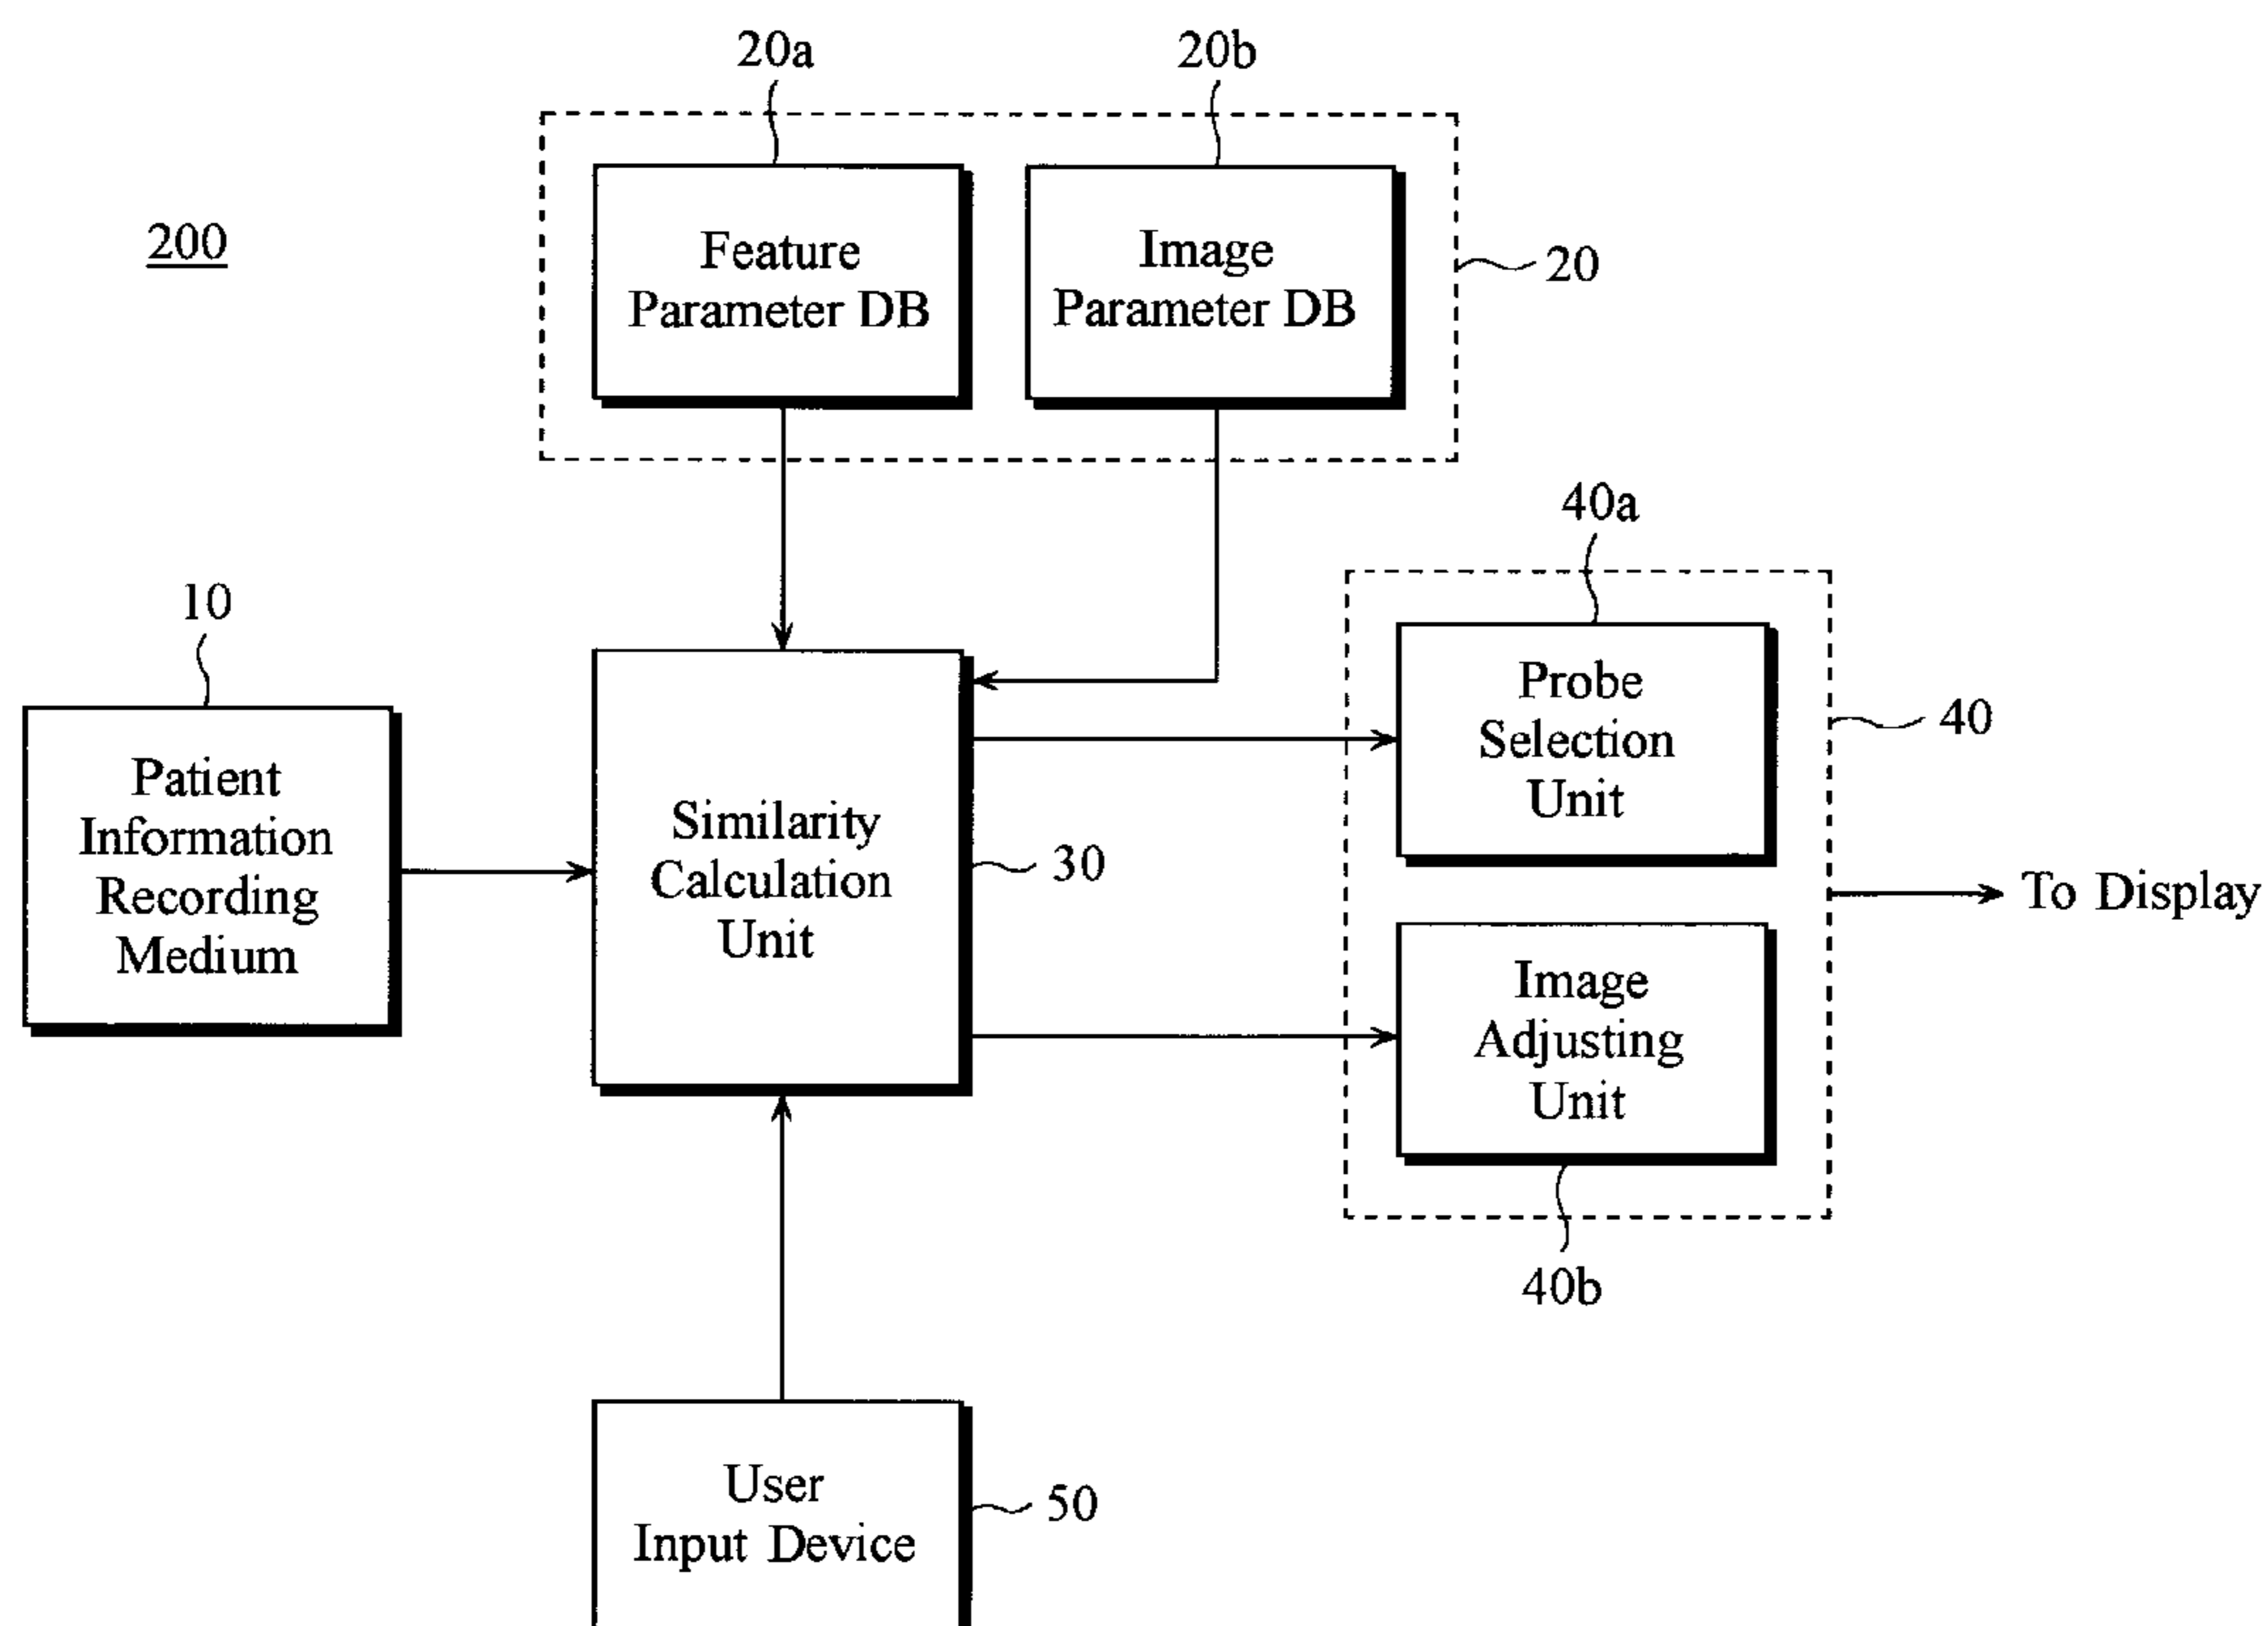 20a
20b
200
Feature
Parameter DB
Image
Parameter DB
20
40a
10
Probe
Selection
Unit
40
Patient
Information
Recording
Medium
Similarity
Calculation
Unit
30
To Display
Image
Adjusting
Unit
40b
User
Input Device
50